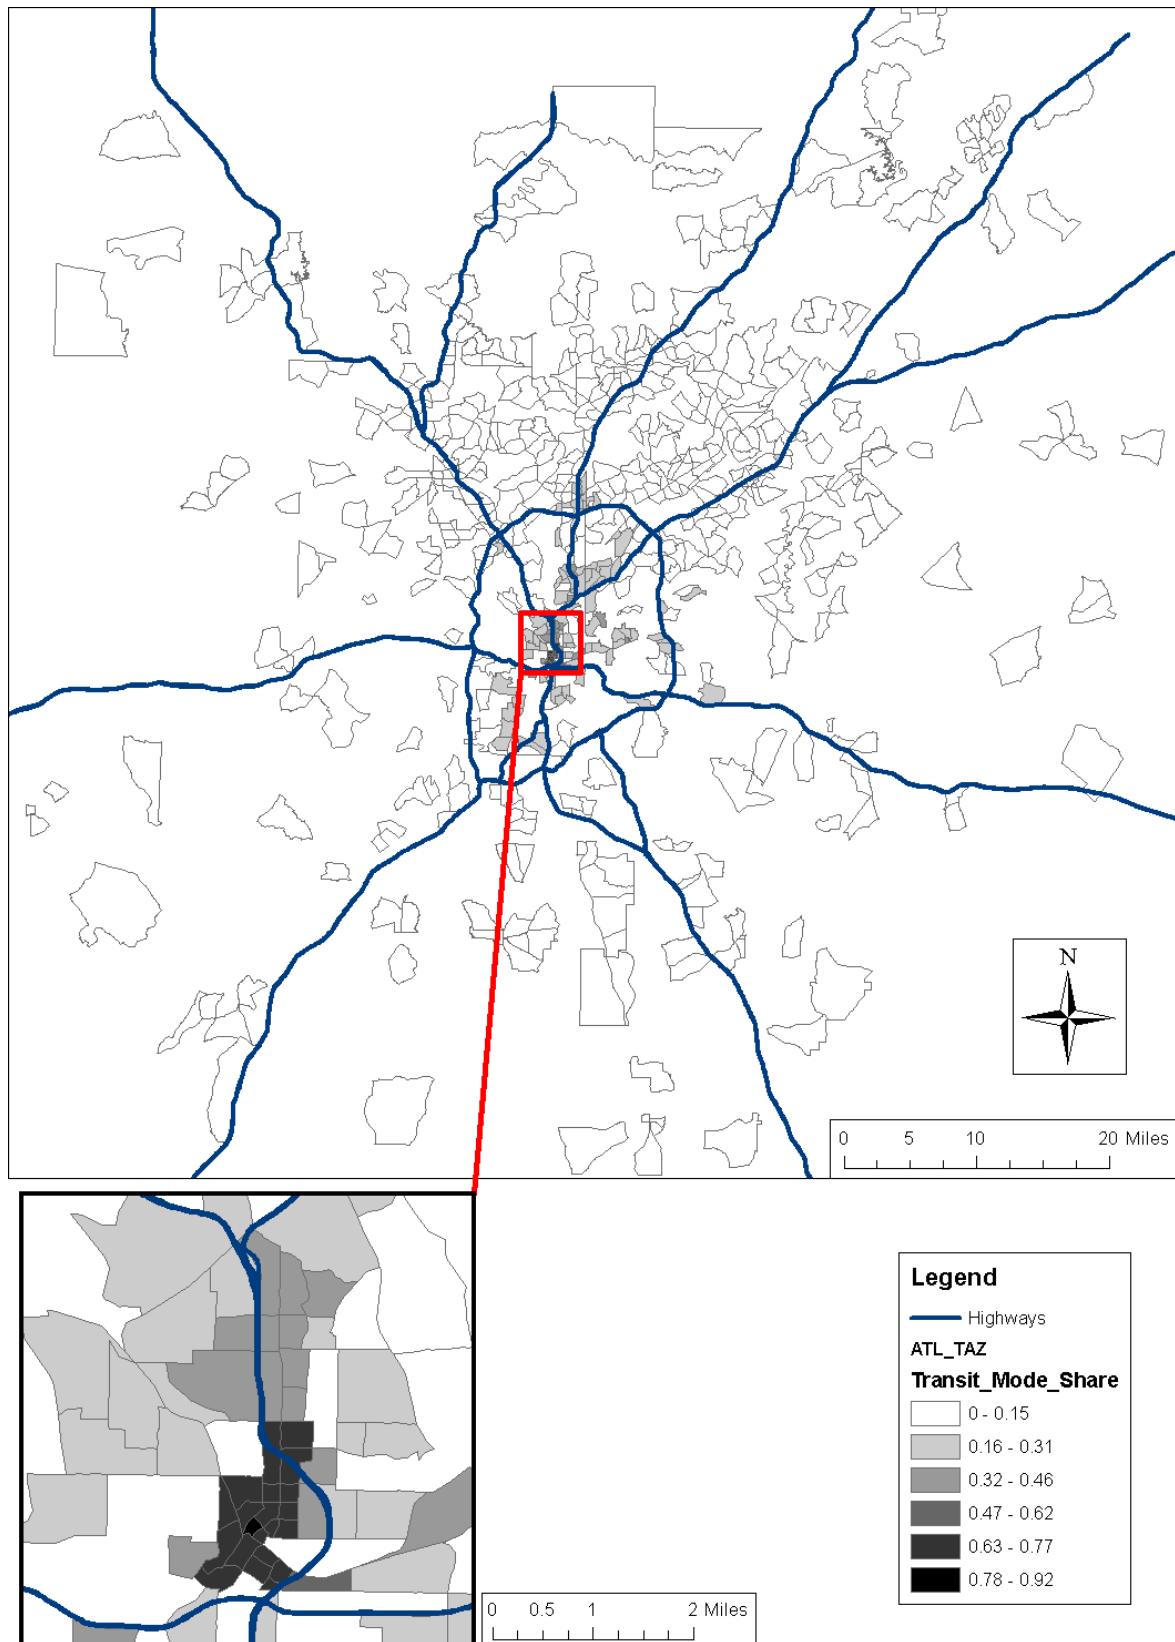 N
0 5 10 20 Miles
Legend
Highways
ATL_TAZ
Transit_Mode_Share
0 - 0.15
0.16 - 0.31
0.32 - 0.46
0.47 - 0.62
0.63 - 0.77
0.78 - 0.92
0 0.5 1 2 Miles